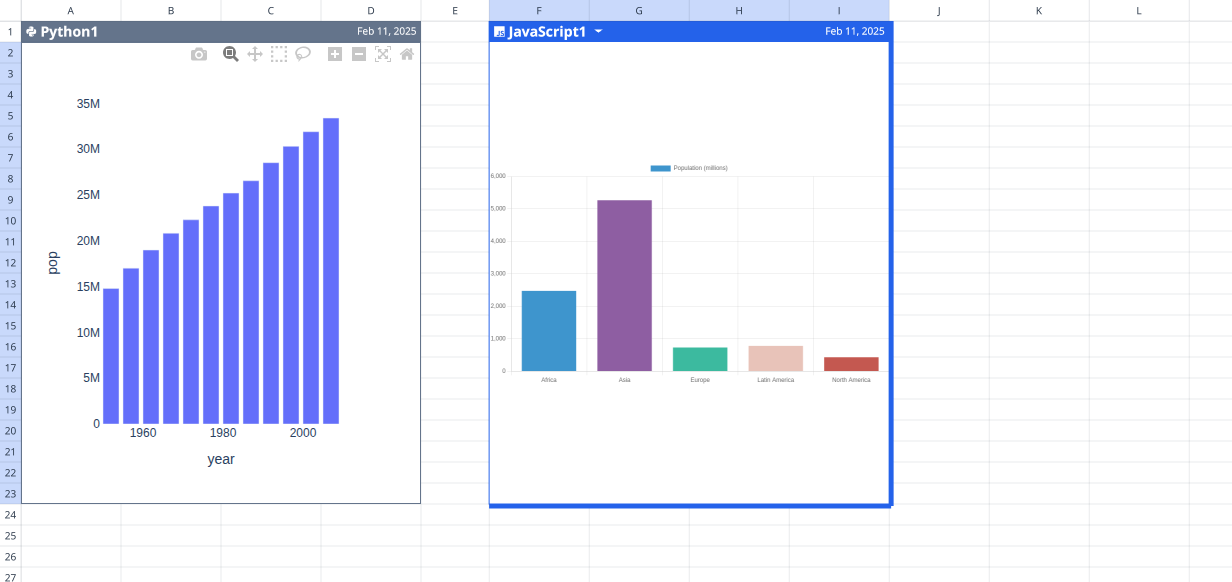 A B C D E F G H I J K L
1 Python1 Feb 11, 2025 JS JavaScript1 Feb 11, 2025
2
3
4
5
6
7
8
9
10
11
12
13
14
15
16
17
18
19
20
21
22
23
24
25
26
27
35M
30M
25M
20M
15M
10M
5M
0
pop
1960 1980 2000
year
Population (millions)
6,000
5,000
4,000
3,000
2,000
1,000
0
Africa Asia Europe Latin America North America